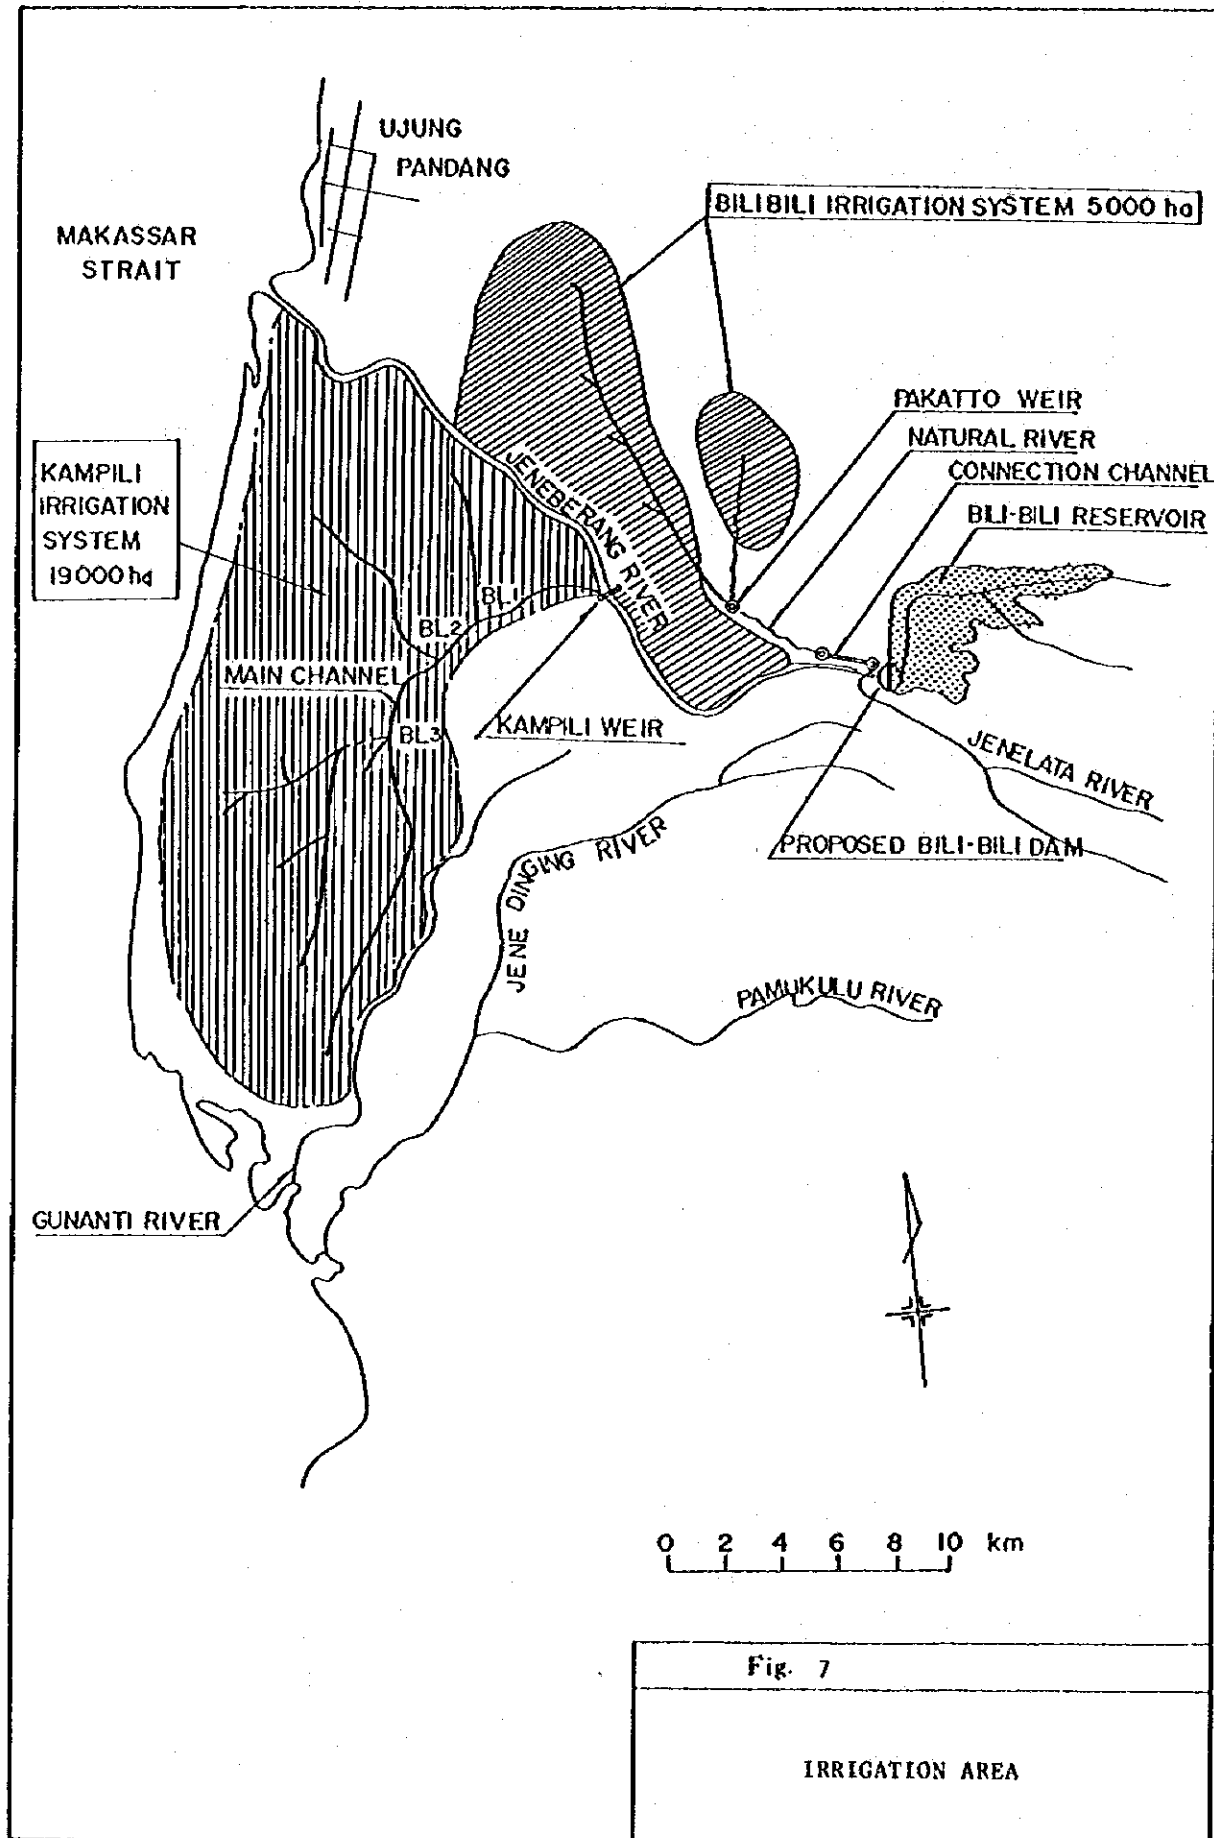 UJUNG
PANDANG
MAKASSAR
STRAIT
BILIBILI IRRIGATION SYSTEM 5000 ha
PAKATTO WEIR
NATURAL RIVER
CONNECTION CHANNEL
BILI-BILI RESERVOIR
KAMPILI
IRRIGATION
SYSTEM
19000 ha
JENEBERANG RIVER
BL1
BL2
MAIN CHANNEL
BL3
KAMPILI WEIR
JENELATA RIVER
PROPOSED BILI-BILI DAM
JENE DINGING RIVER
PAMUKULU RIVER
GUNANTI RIVER
0 2 4 6 8 10 km
Fig. 7
IRRIGATION AREA